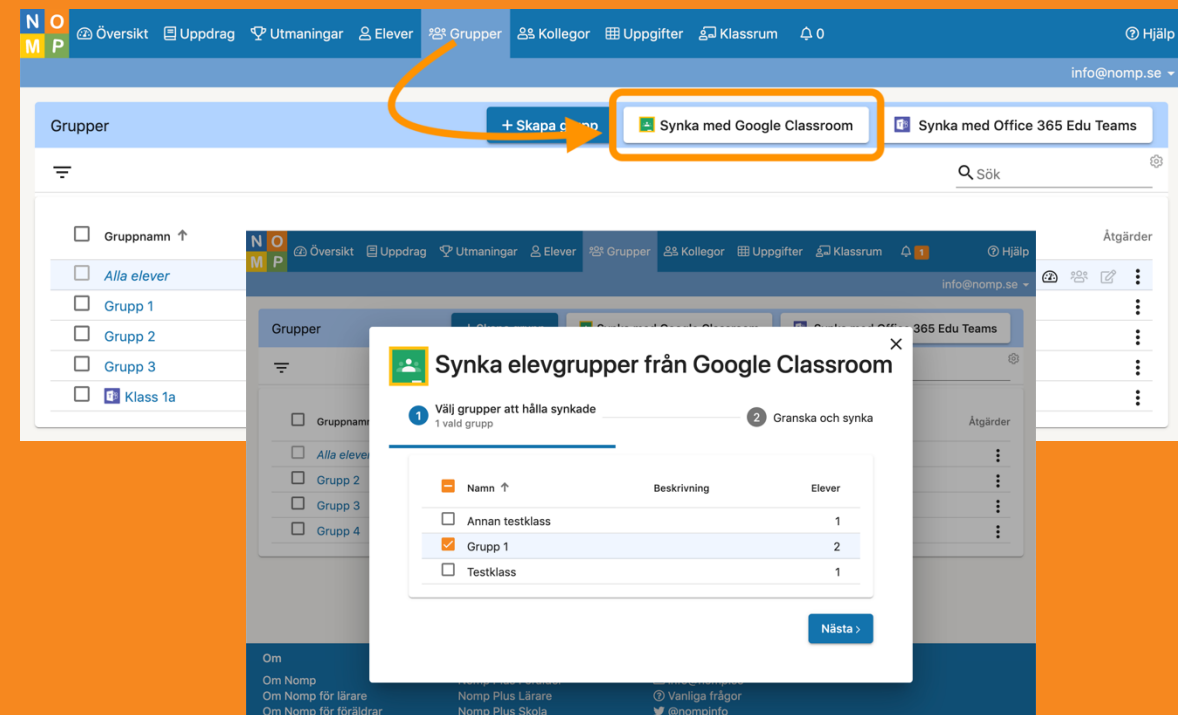 N O
M P
Översikt Uppdrag Utmaningar Elever Grupper Kollegor Uppgifter Klassrum 0 Hjälp
info@nomp.se
Grupper + Skapa grupp Synka med Google Classroom Synka med Office 365 Edu Teams
Sök
Gruppnamn ↑ Åtgärder
Alla elever
Grupp 1
Grupp 2
Grupp 3
Klass 1a
N O
M P
Översikt Uppdrag Utmaningar Elever Grupper Kollegor Uppgifter Klassrum 1 Hjälp
info@nomp.se
Grupper 365 Edu Teams
Synka elevgrupper från Google Classroom
1 Välj grupper att hålla synkade
1 vald grupp
2 Granska och synka
Gruppnamn Åtgärder
Alla elever
Grupp 2
Grupp 3
Grupp 4
Namn ↑ Beskrivning Elever
Annan testklass 1
Grupp 1 2
Testklass 1
Nästa >
Om
Om Nomp
Om Nomp för lärare Nomp Plus Lärare Vanliga frågor
Om Nomp för föräldrar Nomp Plus Skola @nompinfo